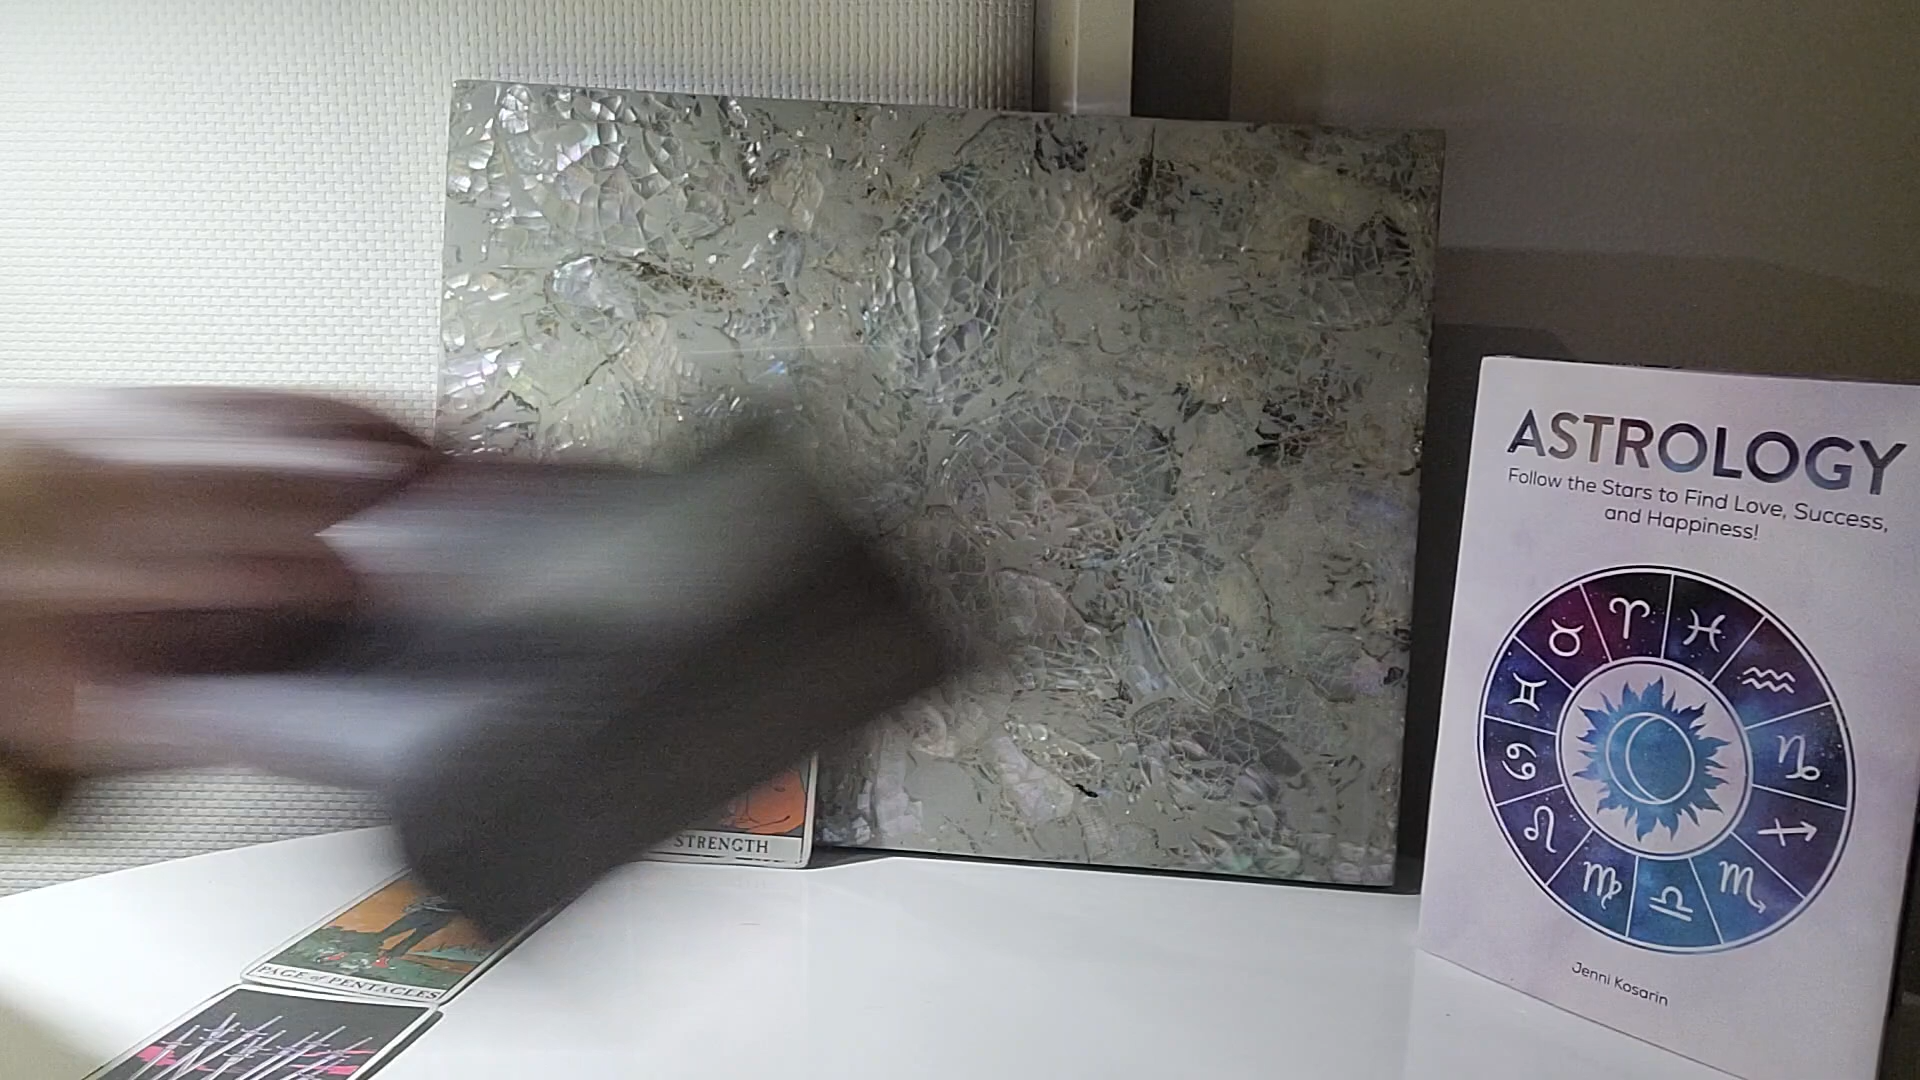 ASTROLOGY
Follow the Stars to Find Love, Success,
and Happiness!
Jenni Kosarin
STRENGTH
PAGE of PENTACLES